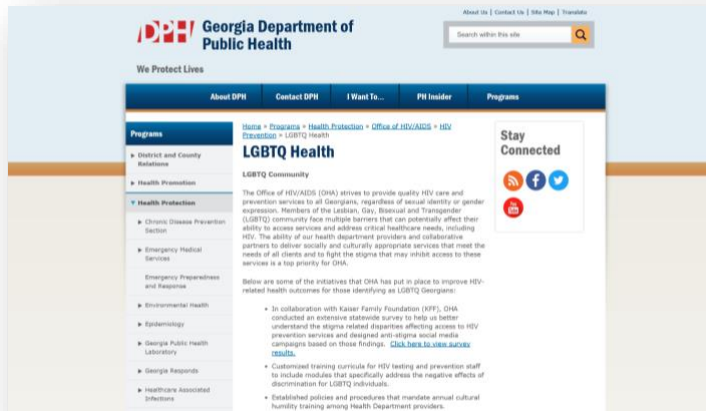 About Us | Contact Us | Site Map | Translate
DPH
Georgia Department of
Public Health
Search within this site
We Protect Lives
About DPH
Contact DPH
I Want To...
PH Insider
Programs
Programs
District and County
Relations
Health Promotion
Health Protection
Chronic Disease Prevention
Section
Emergency Medical
Services
Emergency Preparedness
and Response
Environmental Health
Epidemiology
Georgia Public Health
Laboratory
Georgia Responds
Healthcare Associated
Infections
Home » Programs » Health Protection » Office of HIV/AIDS » HIV
Prevention » LGBTQ Health
LGBTQ Health
LGBTQ Community
The Office of HIV/AIDS (OHA) strives to provide quality HIV care and
prevention services to all Georgians, regardless of sexual identity or gender
expression. Members of the Lesbian, Gay, Bisexual and Transgender
(LGBTQ) community face multiple barriers that can potentially affect their
ability to access services and address critical healthcare needs, including
HIV. The ability of our health department providers and collaborative
partners to deliver socially and culturally appropriate services that meet the
needs of all clients and to fight the stigma that may inhibit access to these
services is a top priority for OHA.
Below are some of the initiatives that OHA has put in place to improve HIV-
related health outcomes for those identifying as LGBTQ Georgians:
• In collaboration with Kaiser Family Foundation (KFF), OHA
conducted an extensive statewide survey to help us better
understand the stigma related disparities affecting access to HIV
prevention services and designed anti-stigma social media
campaigns based on those findings. Click here to view survey
results.
• Customized training curricula for HIV testing and prevention staff
to include modules that specifically address the negative effects of
discrimination for LGBTQ individuals.
• Established policies and procedures that mandate annual cultural
humility training among Health Department providers.
Stay
Connected
You
Tube